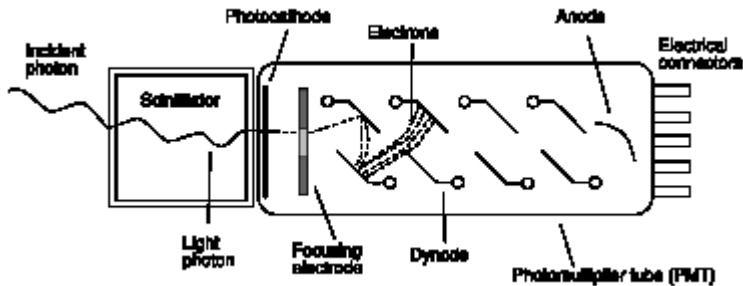 Photocathode
Electrons
Anode
Incident
photon
Electrical
connectors
Scintillator
Light
photon
Focusing
electrode
Dynode
Photomultiplier tube (PMT)